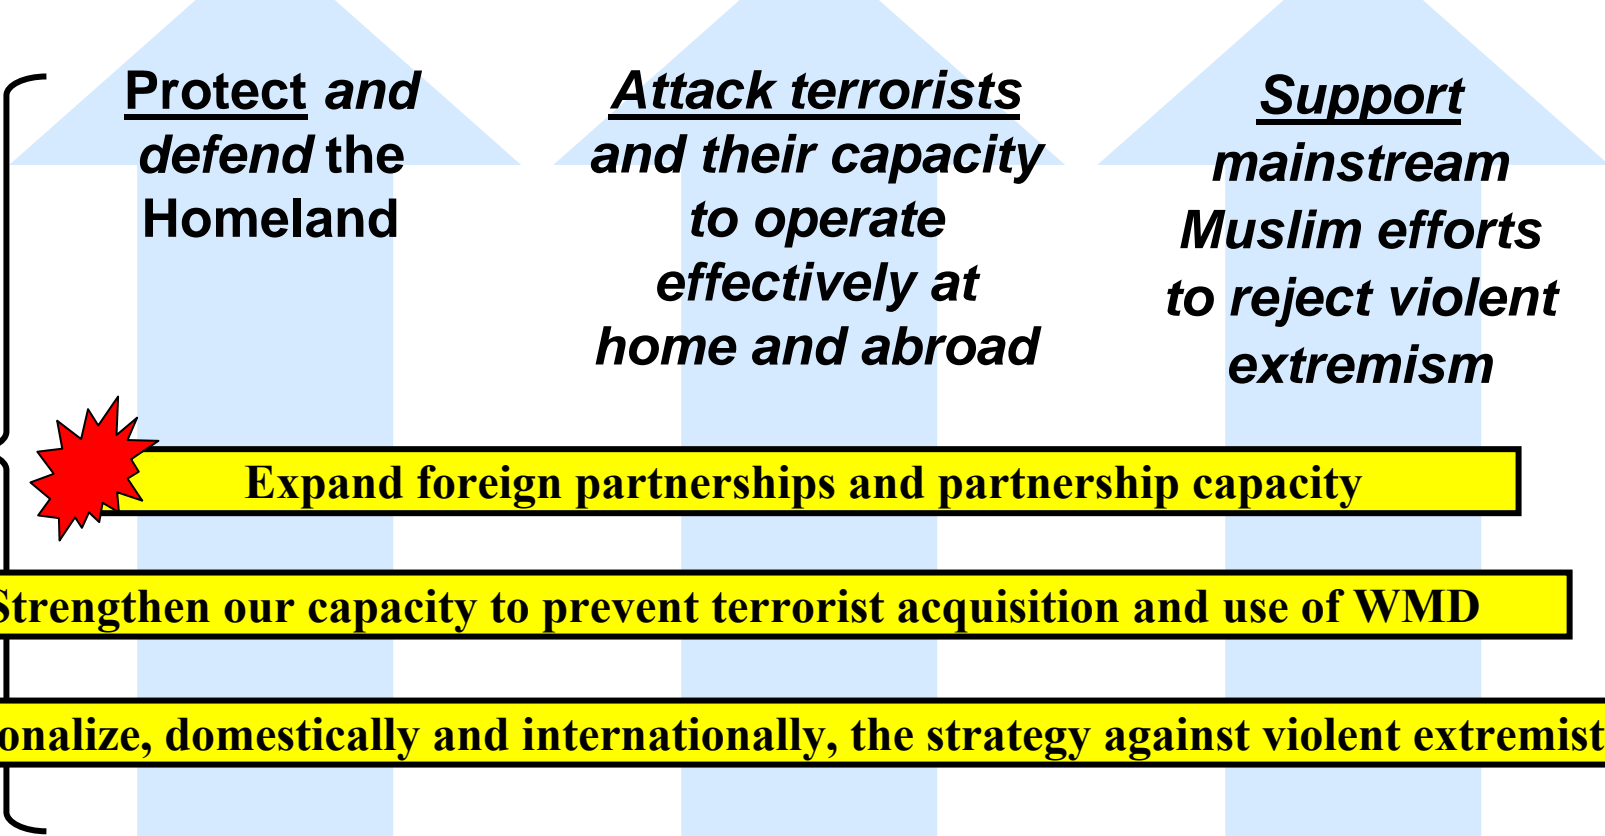 Protect and
defend the
Homeland
Attack terrorists
and their capacity
to operate
effectively at
home and abroad
Support
mainstream
Muslim efforts
to reject violent
extremism
Expand foreign partnerships and partnership capacity
Strengthen our capacity to prevent terrorist acquisition and use of WMD
onalize, domestically and internationally, the strategy against violent extremist